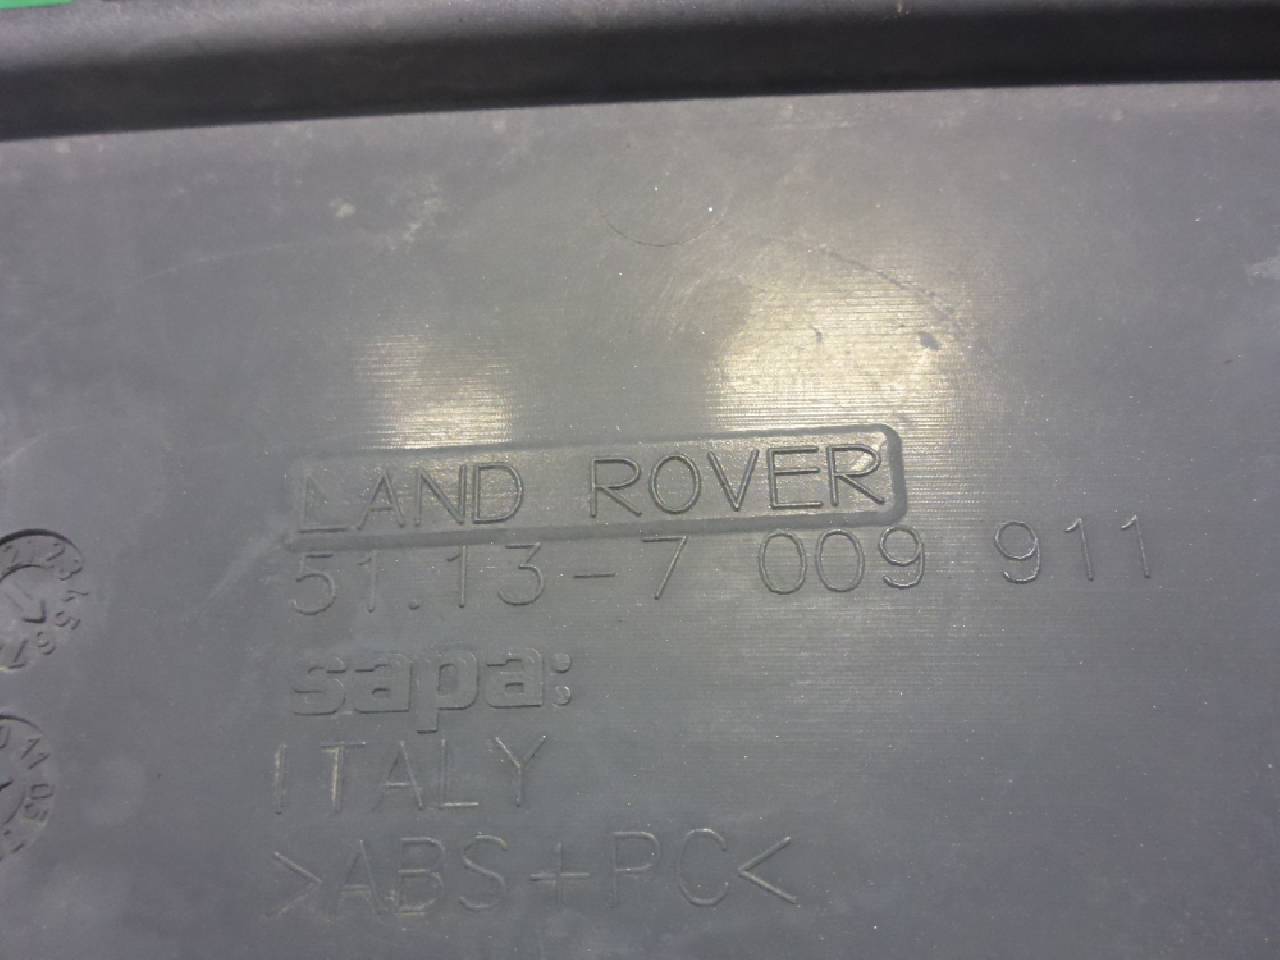 LAND ROVER
51.13-7 009 911
sapa:
ITALY
>ABS+PC<